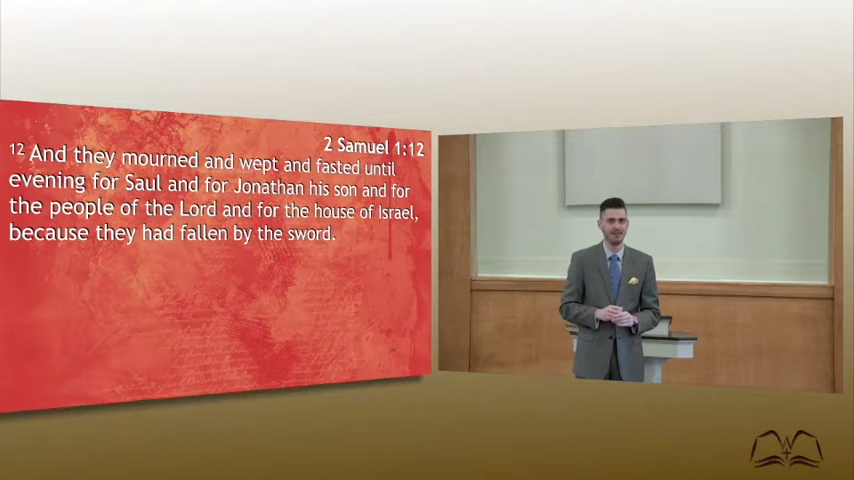 2 Samuel 1:12
12 And they mourned and wept and fasted until
evening for Saul and for Jonathan his son and for
the people of the Lord and for the house of Israel,
because they had fallen by the sword.